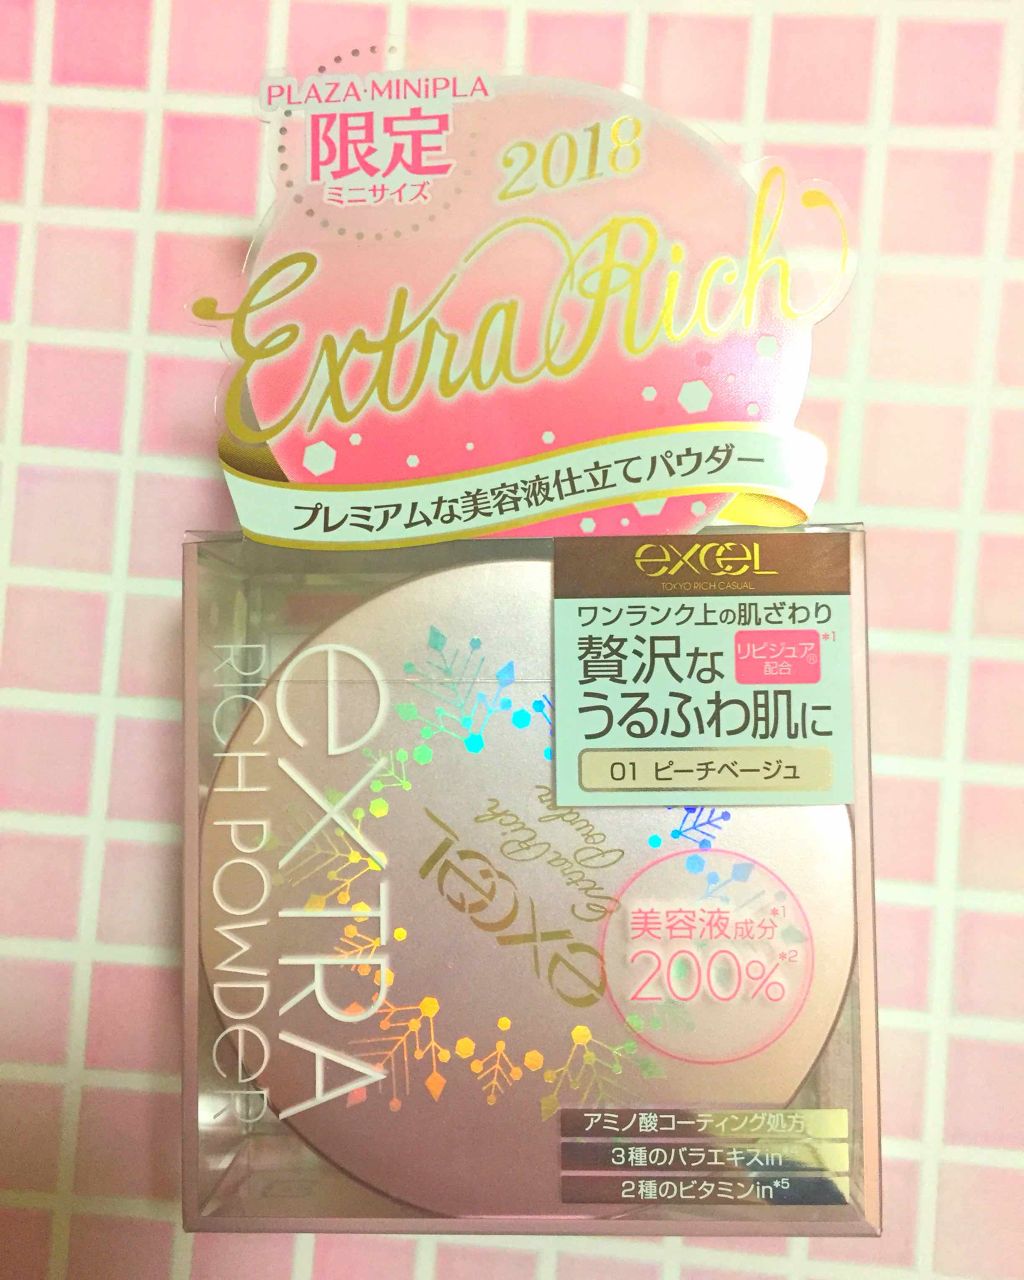 PLAZA・MINiPLA
限定
ミニサイズ
2018
Extra Rich
プレミアムな美容液仕立てパウダー
excel
TOKYO RICH CASUAL
ワンランク上の肌ざわり
贅沢な リピジュア®配合*1
うるふわ肌に
01 ピーチベージュ
extra
RICH POWDER
excel
Extra Rich
Powder
美容液成分*1
200%*2
アミノ酸コーティング処方
3種のバラエキスin
2種のビタミンin*5